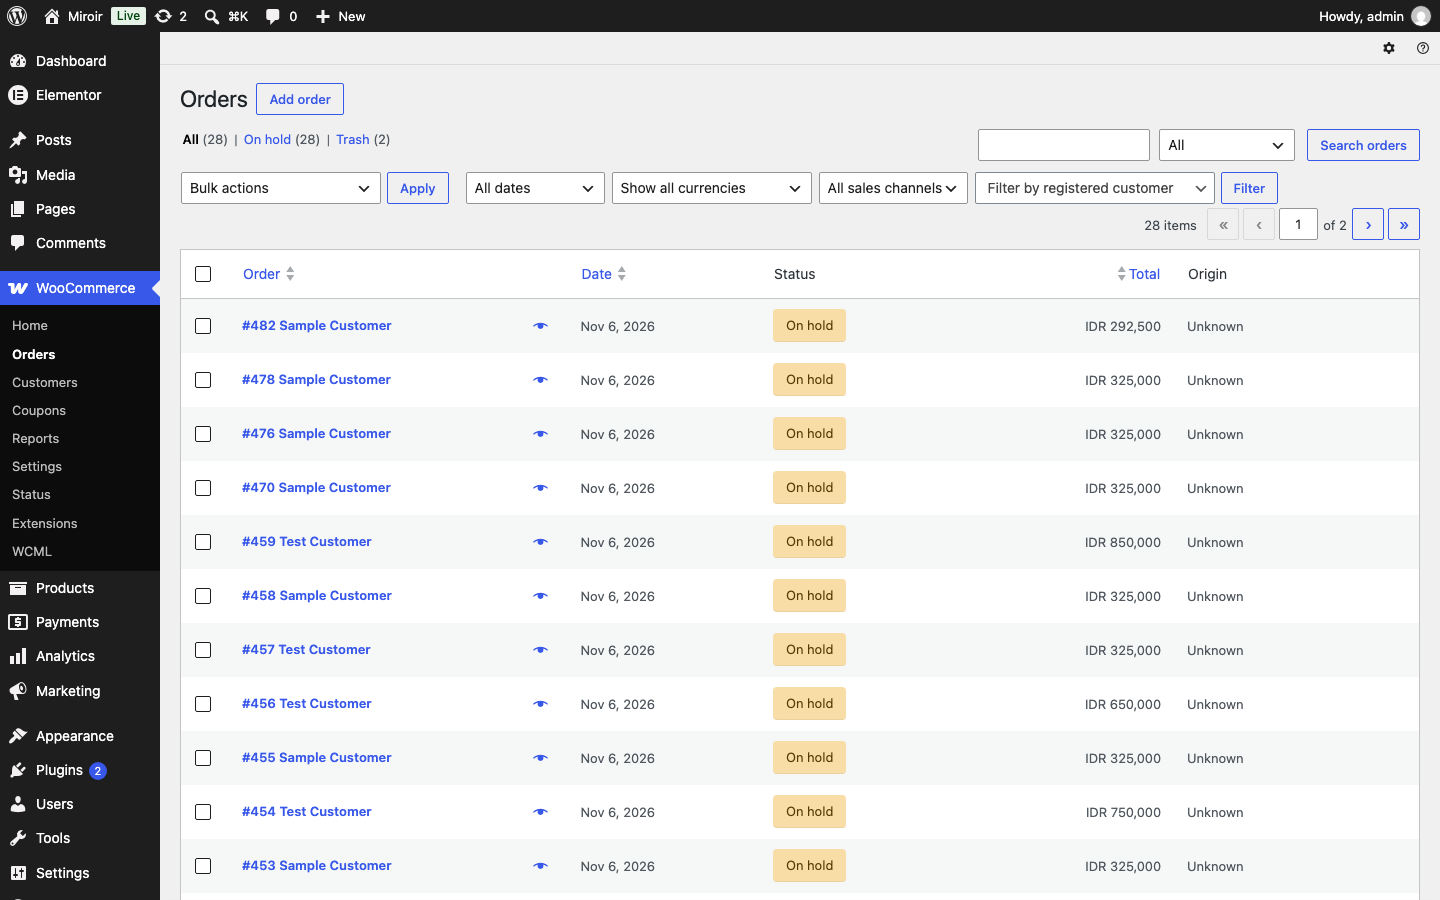 Miroir Live 2 ⌘K 0 New Howdy, admin
Dashboard
Elementor
Posts
Media
Pages
Comments
WooCommerce
Home
Orders
Customers
Coupons
Reports
Settings
Status
Extensions
WCML
Products
Payments
Analytics
Marketing
Appearance
Plugins 2
Users
Tools
Settings
Orders Add order
All (28) | On hold (28) | Trash (2)
All Search orders
Bulk actions Apply All dates Show all currencies All sales channels Filter by registered customer Filter
28 items « ‹ 1 of 2 › »
Order Date Status Total Origin
#482 Sample Customer Nov 6, 2026 On hold IDR 292,500 Unknown
#478 Sample Customer Nov 6, 2026 On hold IDR 325,000 Unknown
#476 Sample Customer Nov 6, 2026 On hold IDR 325,000 Unknown
#470 Sample Customer Nov 6, 2026 On hold IDR 325,000 Unknown
#459 Test Customer Nov 6, 2026 On hold IDR 850,000 Unknown
#458 Sample Customer Nov 6, 2026 On hold IDR 325,000 Unknown
#457 Test Customer Nov 6, 2026 On hold IDR 325,000 Unknown
#456 Test Customer Nov 6, 2026 On hold IDR 650,000 Unknown
#455 Sample Customer Nov 6, 2026 On hold IDR 325,000 Unknown
#454 Test Customer Nov 6, 2026 On hold IDR 750,000 Unknown
#453 Sample Customer Nov 6, 2026 On hold IDR 325,000 Unknown